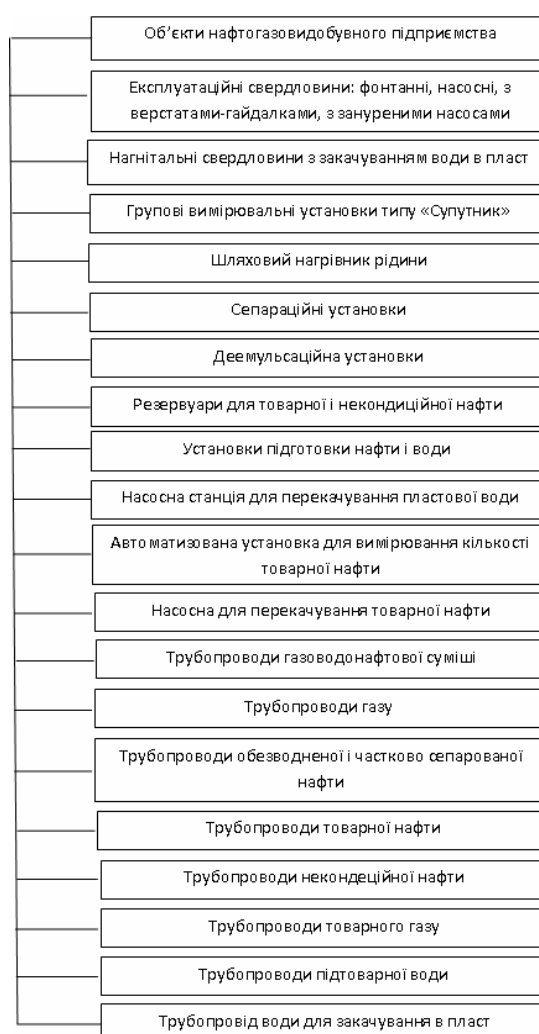 Об’єкти нафтогазовидобувного підприємства
Експлуатаційні свердловини: фонтанні, насосні, з
верстатами-гайдалками, з зануреними насосами
Нагнітальні свердловини з закачуванням води в пласт
Групові вимірювальні установки типу «Супутник»
Шляховий нагрівник рідини
Сепараційні установки
Деемульсаційна установки
Резервуари для товарної і некондиційної нафти
Установки підготовки нафти і води
Насосна станція для перекачування пластової води
Автоматизована установка для вимірювання кількості
товарної нафти
Насосна для перекачування товарної нафти
Трубопроводи газоводонафтової суміші
Трубопроводи газу
Трубопроводи обезводненої і частково сепарованої
нафти
Трубопроводи товарної нафти
Трубопроводи некондеційної нафти
Трубопроводи товарного газу
Трубопроводи підтоварної води
Трубопровід води для закачування в пласт